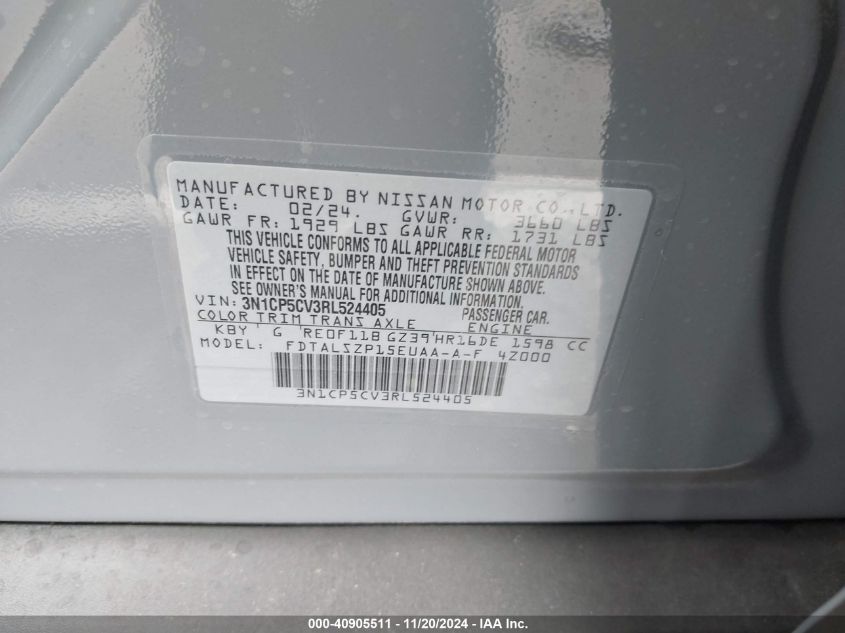 MANUFACTURED BY NISSAN MOTOR CO., LTD.
DATE: 02/24. GVWR: 3660 LBS
GAWR FR: 1929 LBS GAWR RR: 1731 LBS
THIS VEHICLE CONFORMS TO ALL APPLICABLE FEDERAL MOTOR
VEHICLE SAFETY, BUMPER AND THEFT PREVENTION STANDARDS
IN EFFECT ON THE DATE OF MANUFACTURE SHOWN ABOVE.
SEE OWNER'S MANUAL FOR ADDITIONAL INFORMATION
VIN: 3N1CP5CV3RL524405 PASSENGER CAR.
COLOR TRIM TRANS AXLE ENGINE
KBY G RE0F11B GZ39 HR16DE 1598 CC
MODEL: FDTALSZP15EUAA-A-F 4Z000
3N1CP5CV3RL524405
000-40905511 - 11/20/2024 - IAA Inc.